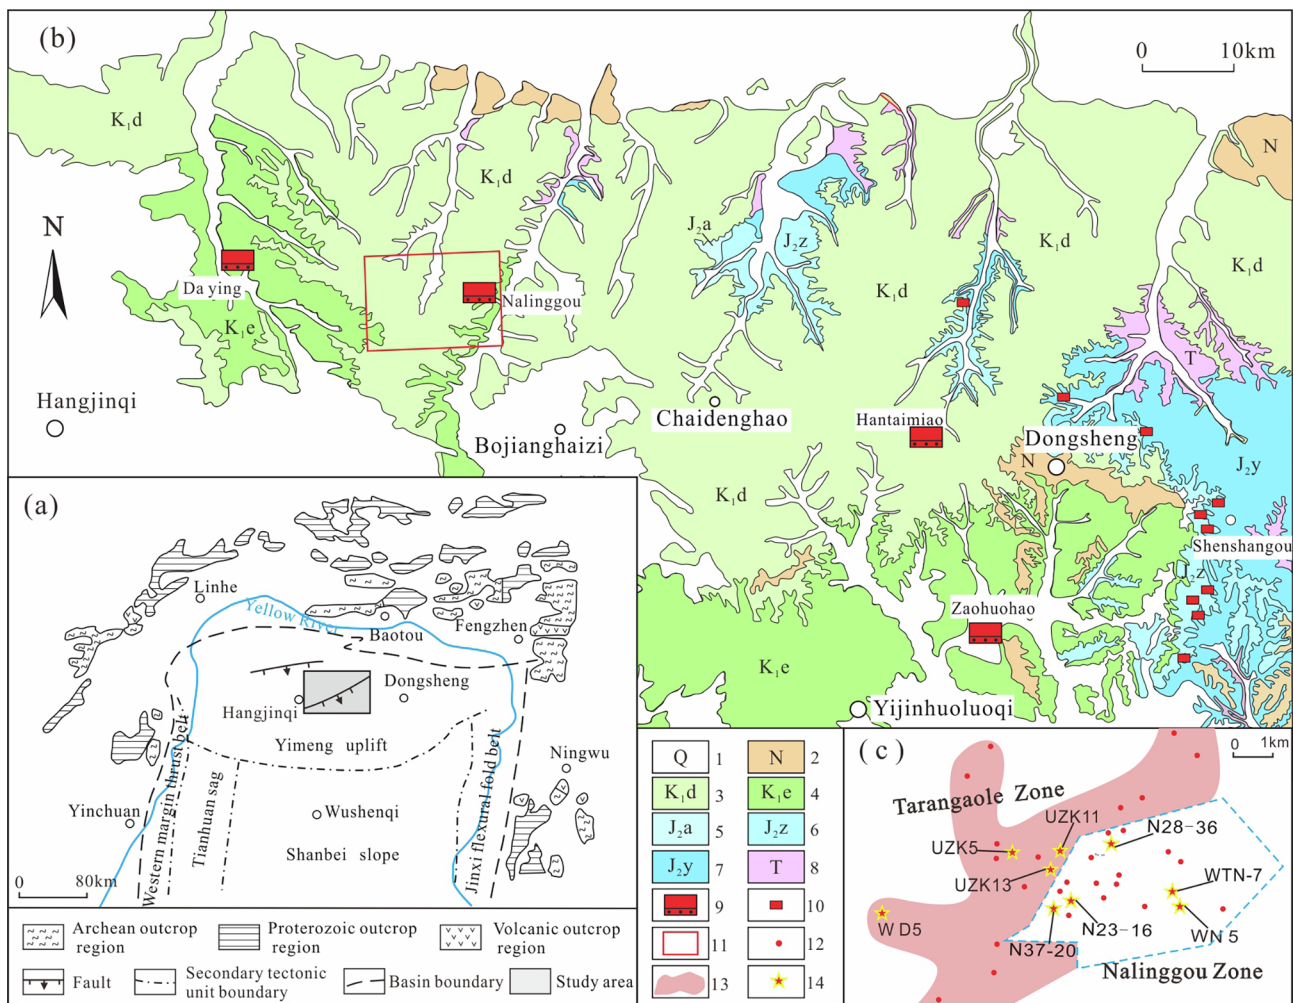 (b)
0 10km
K₁d
N
K₁d
N
J₂a
J₂z
K₁d
K₁d
K₁d
Da ying
Nalinggou
K₁e
T
Hangjinqi
Chaidenghao
Hantaimiao
Bojianghaizi
Dongsheng
N
J₂y
K₁d
Shenshangou
J₂z
Zaohuohao
K₁e
Yijinhuoluoqi
(a)
Linhe
Yellow River
Baotou
Fengzhen
Dongsheng
Hangjinqi
Yimeng uplift
Ningwu
Western margin thrust belt
Tianhuan sag
Jinxi flexural fold belt
Yinchuan
Wushenqi
Shanbei slope
0 80km
Archean outcrop region
Proterozoic outcrop region
Volcanic outcrop region
Fault
Secondary tectonic unit boundary
Basin boundary
Study area
Q 1
N 2
K₁d 3
K₁e 4
J₂a 5
J₂z 6
J₂y 7
T 8
9
10
11
12
13
14
(c)
0 1km
Tarangaole Zone
UZK11
N28-36
UZK5
UZK13
WTN-7
W D5
N23-16
WN 5
N37-20
Nalinggou Zone